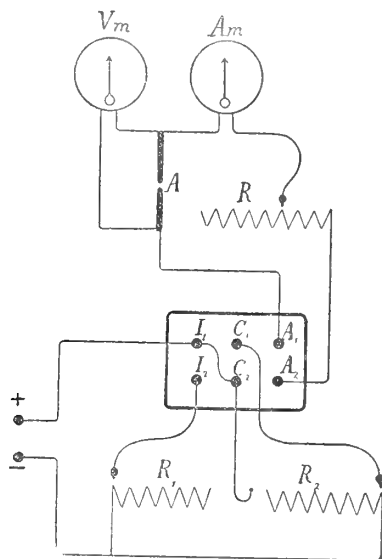 Vm Am
A R
I₁ C₁ A₁
I₂ C₂ A₂
+
−
R₁ R₂